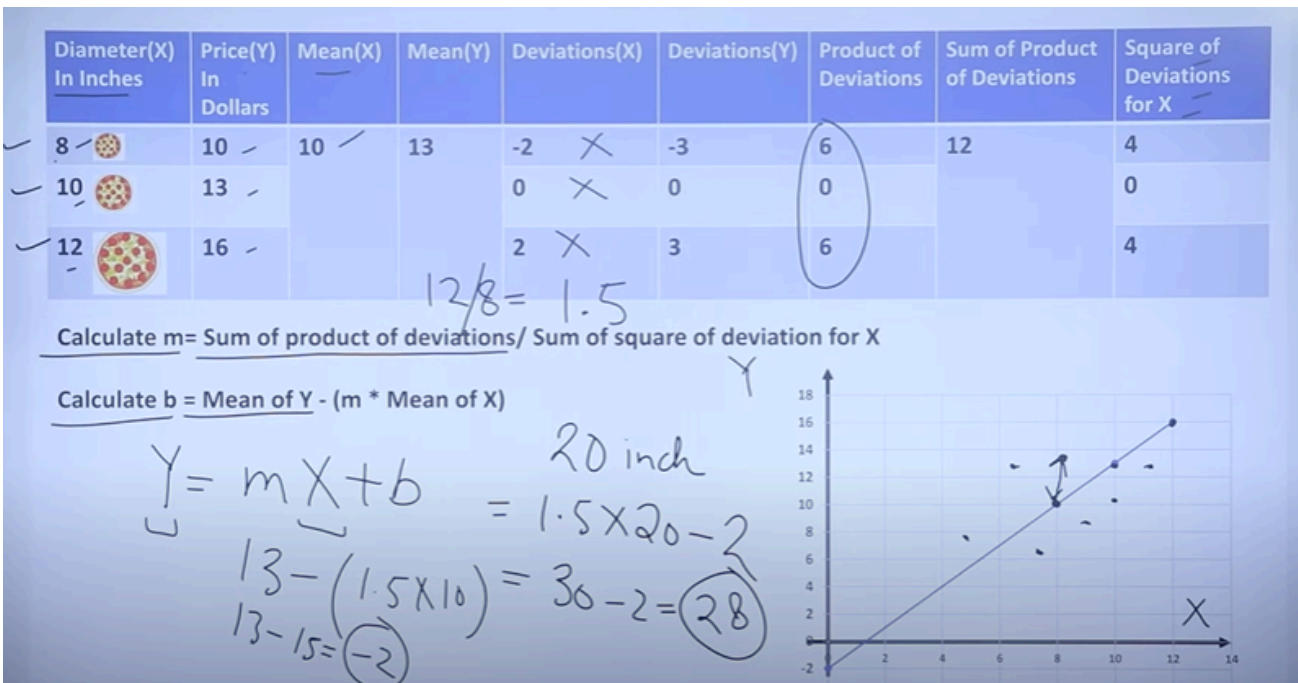 Diameter(X) Price(Y) Mean(X) Mean(Y) Deviations(X) Deviations(Y) Product of Sum of Product Square of
In Inches In Deviations of Deviations Deviations
Dollars for X
8 10 10 13 -2 X -3 6 12 4
10 13 0 X 0 0 0
12 16 2 X 3 6 4
12/8= 1.5
Calculate m= Sum of product of deviations/ Sum of square of deviation for X
Calculate b = Mean of Y - (m * Mean of X)
Y= mX+b
13-(1.5X10)
13-15=-2
20 inch
= 1.5X20-2
= 30-2=28
Y
18
16
14
12
10
8
6
4
2
0
-2
2 4 6 8 10 12 14
X